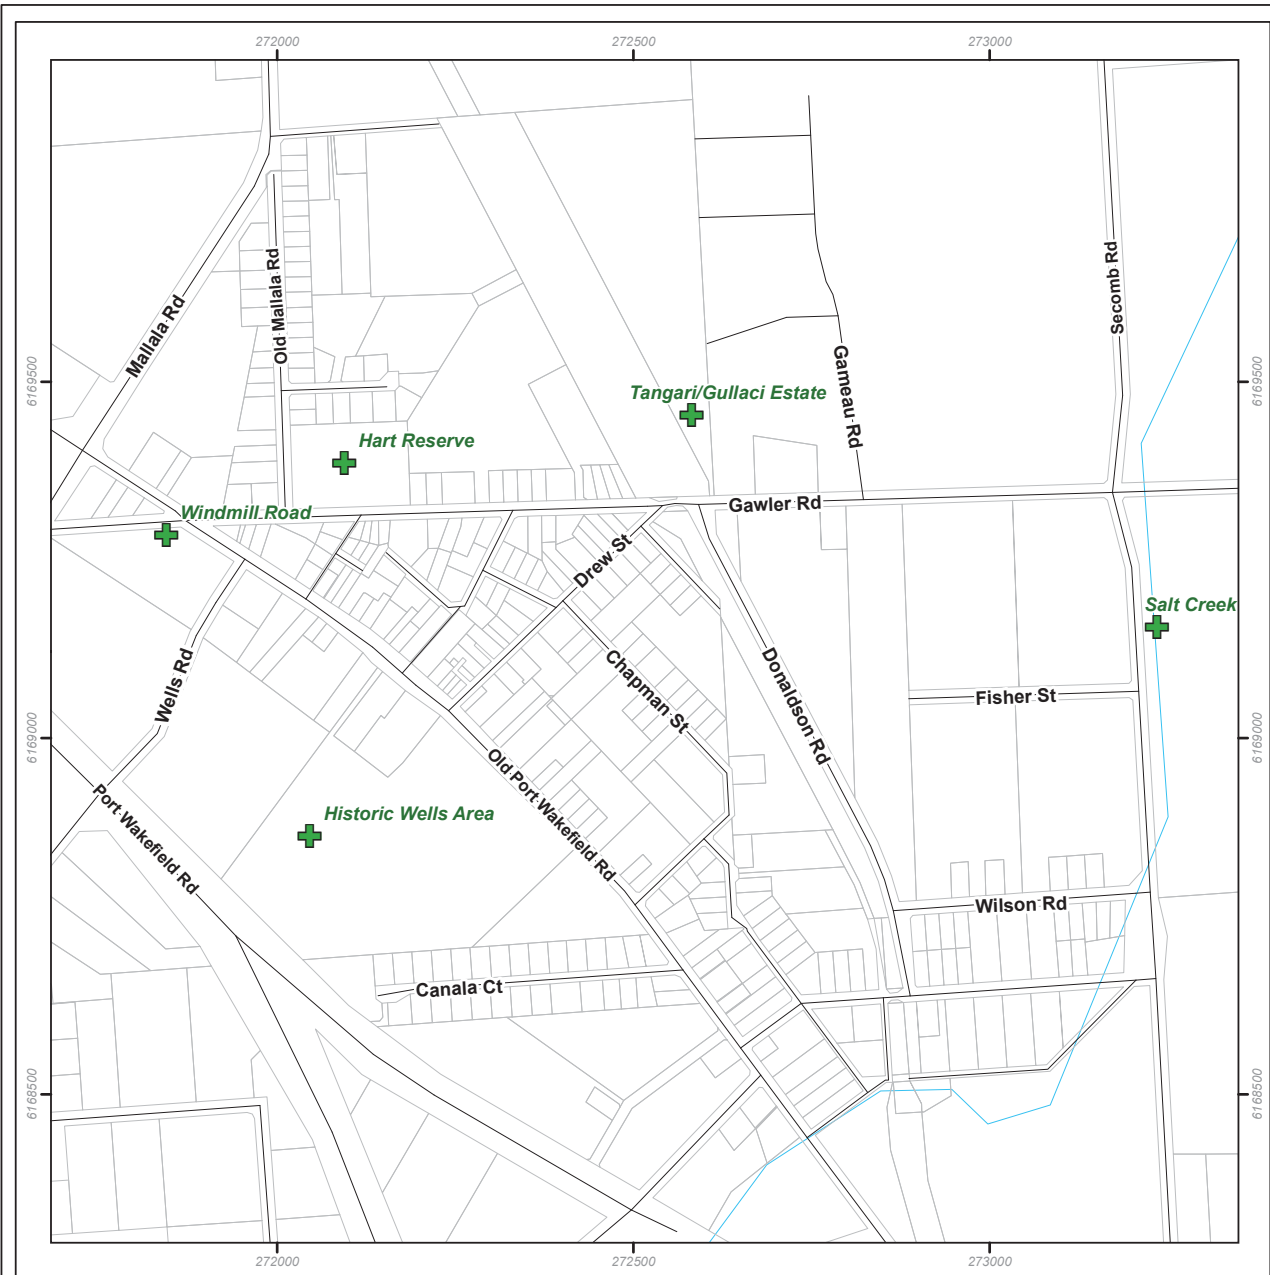 272000
272500
273000
Mallala Rd
Old Mallala Rd
Secomb Rd
6169500
6169500
Gameau Rd
Tangari/Gullaci Estate
Hart Reserve
Windmill Road
Gawler Rd
Drew St
Salt Creek
Wells Rd
Chapman St
Donaldson Rd
Fisher St
6169000
6169000
Old Port Wakefield Rd
Port Wakefield Rd
Historic Wells Area
Wilson Rd
Canala Ct
6168500
6168500
272000
272500
273000